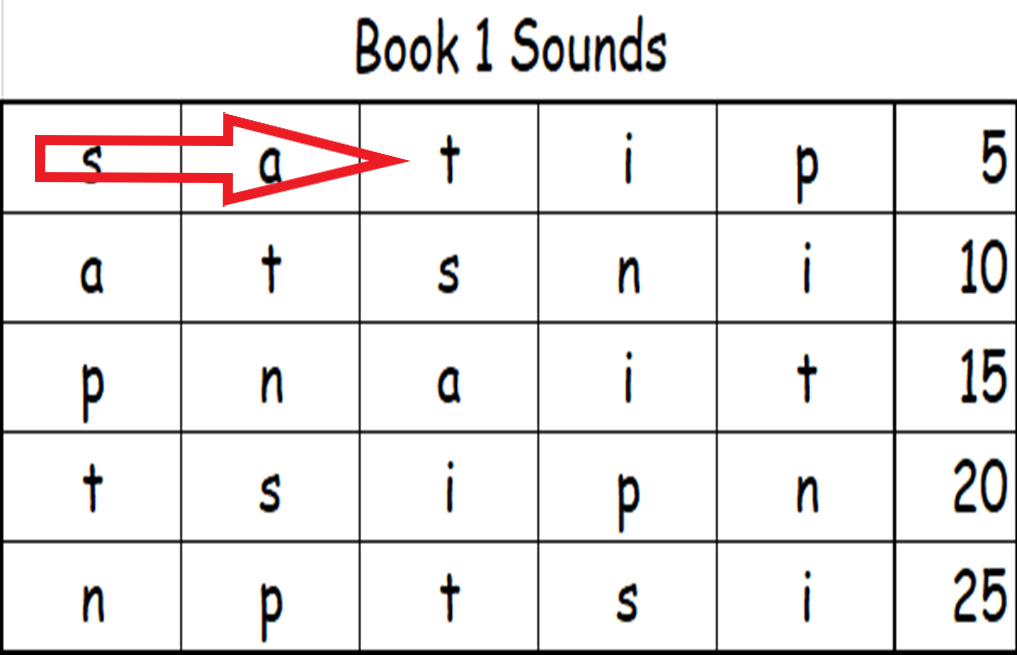 Book 1 Sounds
s a t i p 5
a t s n i 10
p n a i t 15
t s i p n 20
n p t s i 25